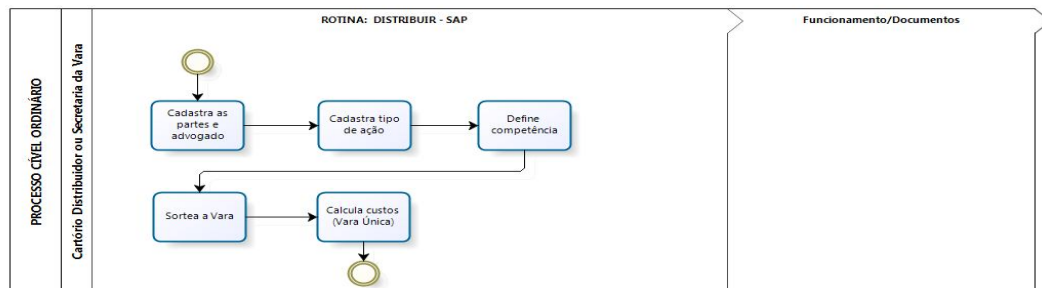 ROTINA: DISTRIBUIR - SAP
Funcionamento/Documentos
PROCESSO CÍVEL ORDINÁRIO
Cartório Distribuidor ou Secretaria da Vara
Cadastra as
partes e
advogado
Cadastra tipo
de ação
Define
competência
Sortea a Vara
Calcula custos
(Vara Única)